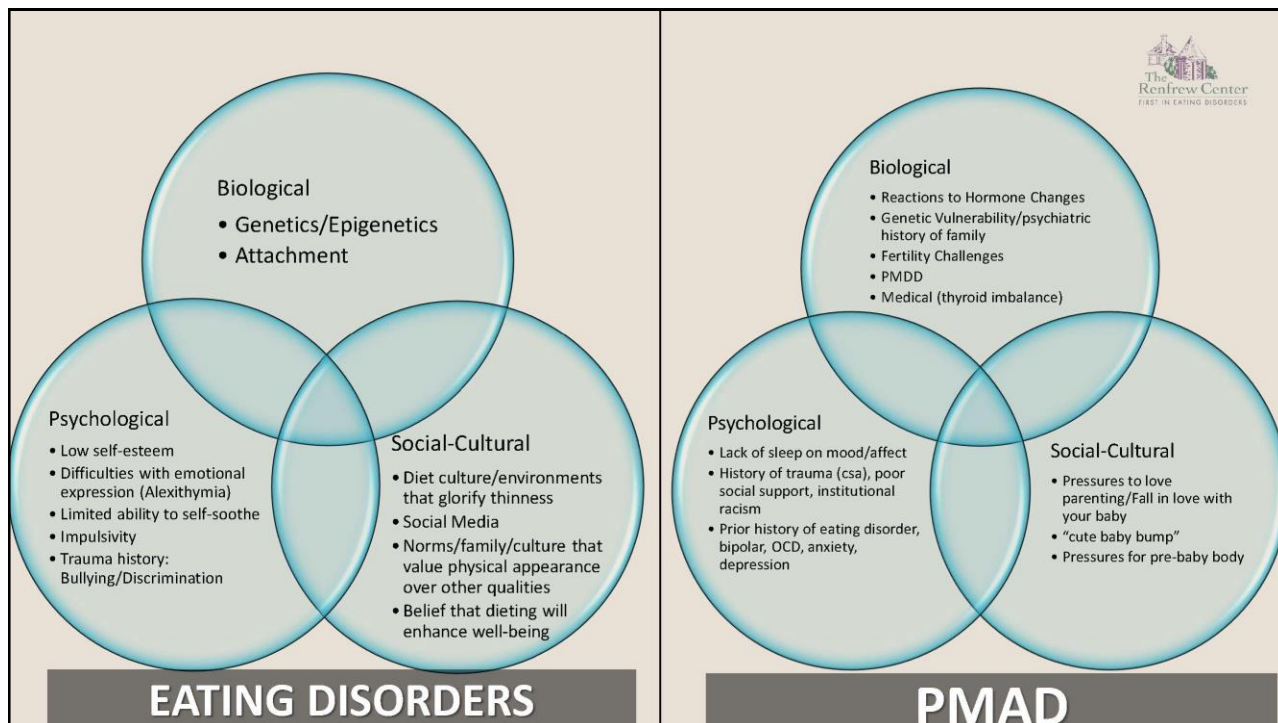 Biological
• Genetics/Epigenetics
• Attachment
Psychological
• Low self-esteem
• Difficulties with emotional
expression (Alexithymia)
• Limited ability to self-soothe
• Impulsivity
• Trauma history:
Bullying/Discrimination
Social-Cultural
• Diet culture/environments
that glorify thinness
• Social Media
• Norms/family/culture that
value physical appearance
over other qualities
• Belief that dieting will
enhance well-being
EATING DISORDERS
The
Renfrew Center
FIRST IN EATING DISORDERS
Biological
• Reactions to Hormone Changes
• Genetic Vulnerability/psychiatric
history of family
• Fertility Challenges
• PMDD
• Medical (thyroid imbalance)
Psychological
• Lack of sleep on mood/affect
• History of trauma (csa), poor
social support, institutional
racism
• Prior history of eating disorder,
bipolar, OCD, anxiety,
depression
Social-Cultural
• Pressures to love
parenting/Fall in love with
your baby
• “cute baby bump”
• Pressures for pre-baby body
PMAD